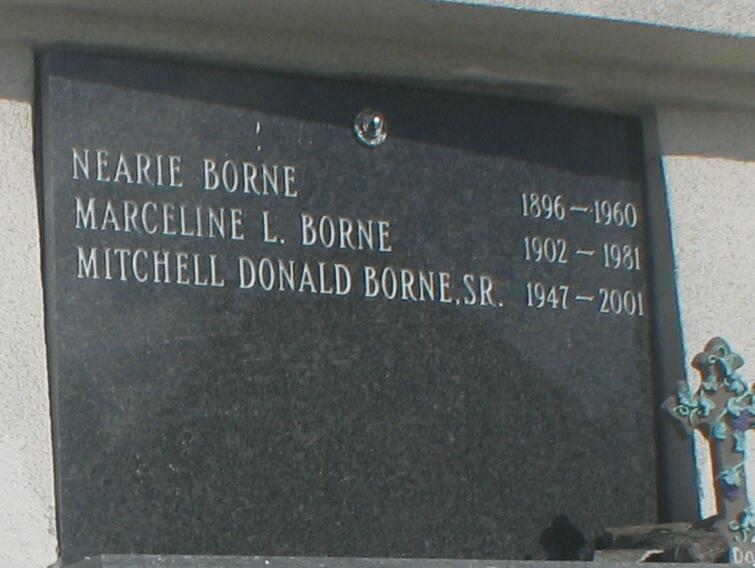 NEARIE BORNE 1896 – 1960
MARCELINE L. BORNE 1902 – 1981
MITCHELL DONALD BORNE, SR. 1947 – 2001